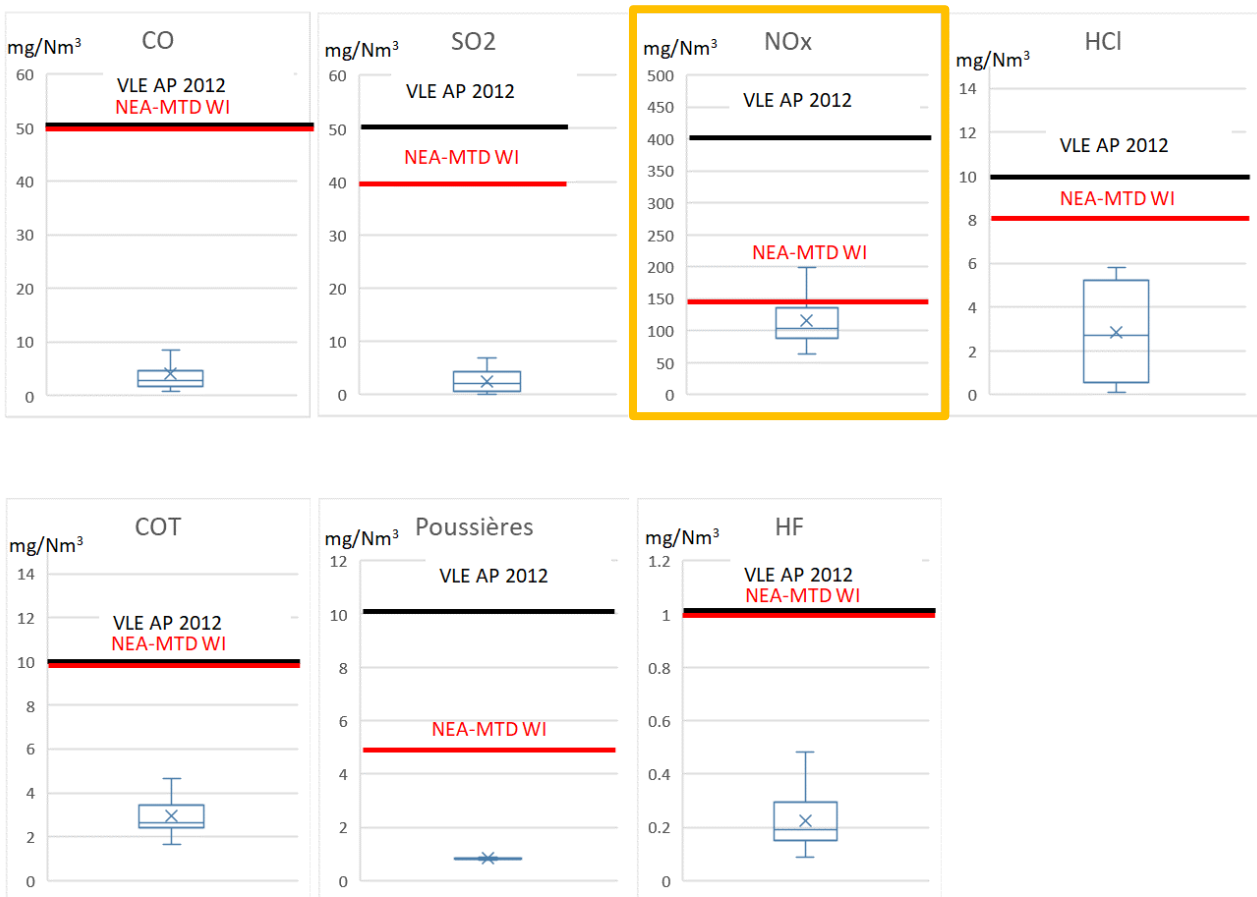 CO
mg/Nm³
60
VLE AP 2012
NEA-MTD WI
50
40
30
20
10
0
SO2
mg/Nm³
60
VLE AP 2012
50
NEA-MTD WI
40
30
20
10
0
NOx
mg/Nm³
500
450
VLE AP 2012
400
350
300
250
NEA-MTD WI
200
150
100
50
0
HCl
mg/Nm³
14
12
VLE AP 2012
10
NEA-MTD WI
8
6
4
2
0
COT
mg/Nm³
14
12
VLE AP 2012
NEA-MTD WI
10
8
6
4
2
0
Poussières
mg/Nm³
12
VLE AP 2012
10
8
6
NEA-MTD WI
4
2
0
HF
mg/Nm³
1.2
VLE AP 2012
NEA-MTD WI
1
0.8
0.6
0.4
0.2
0